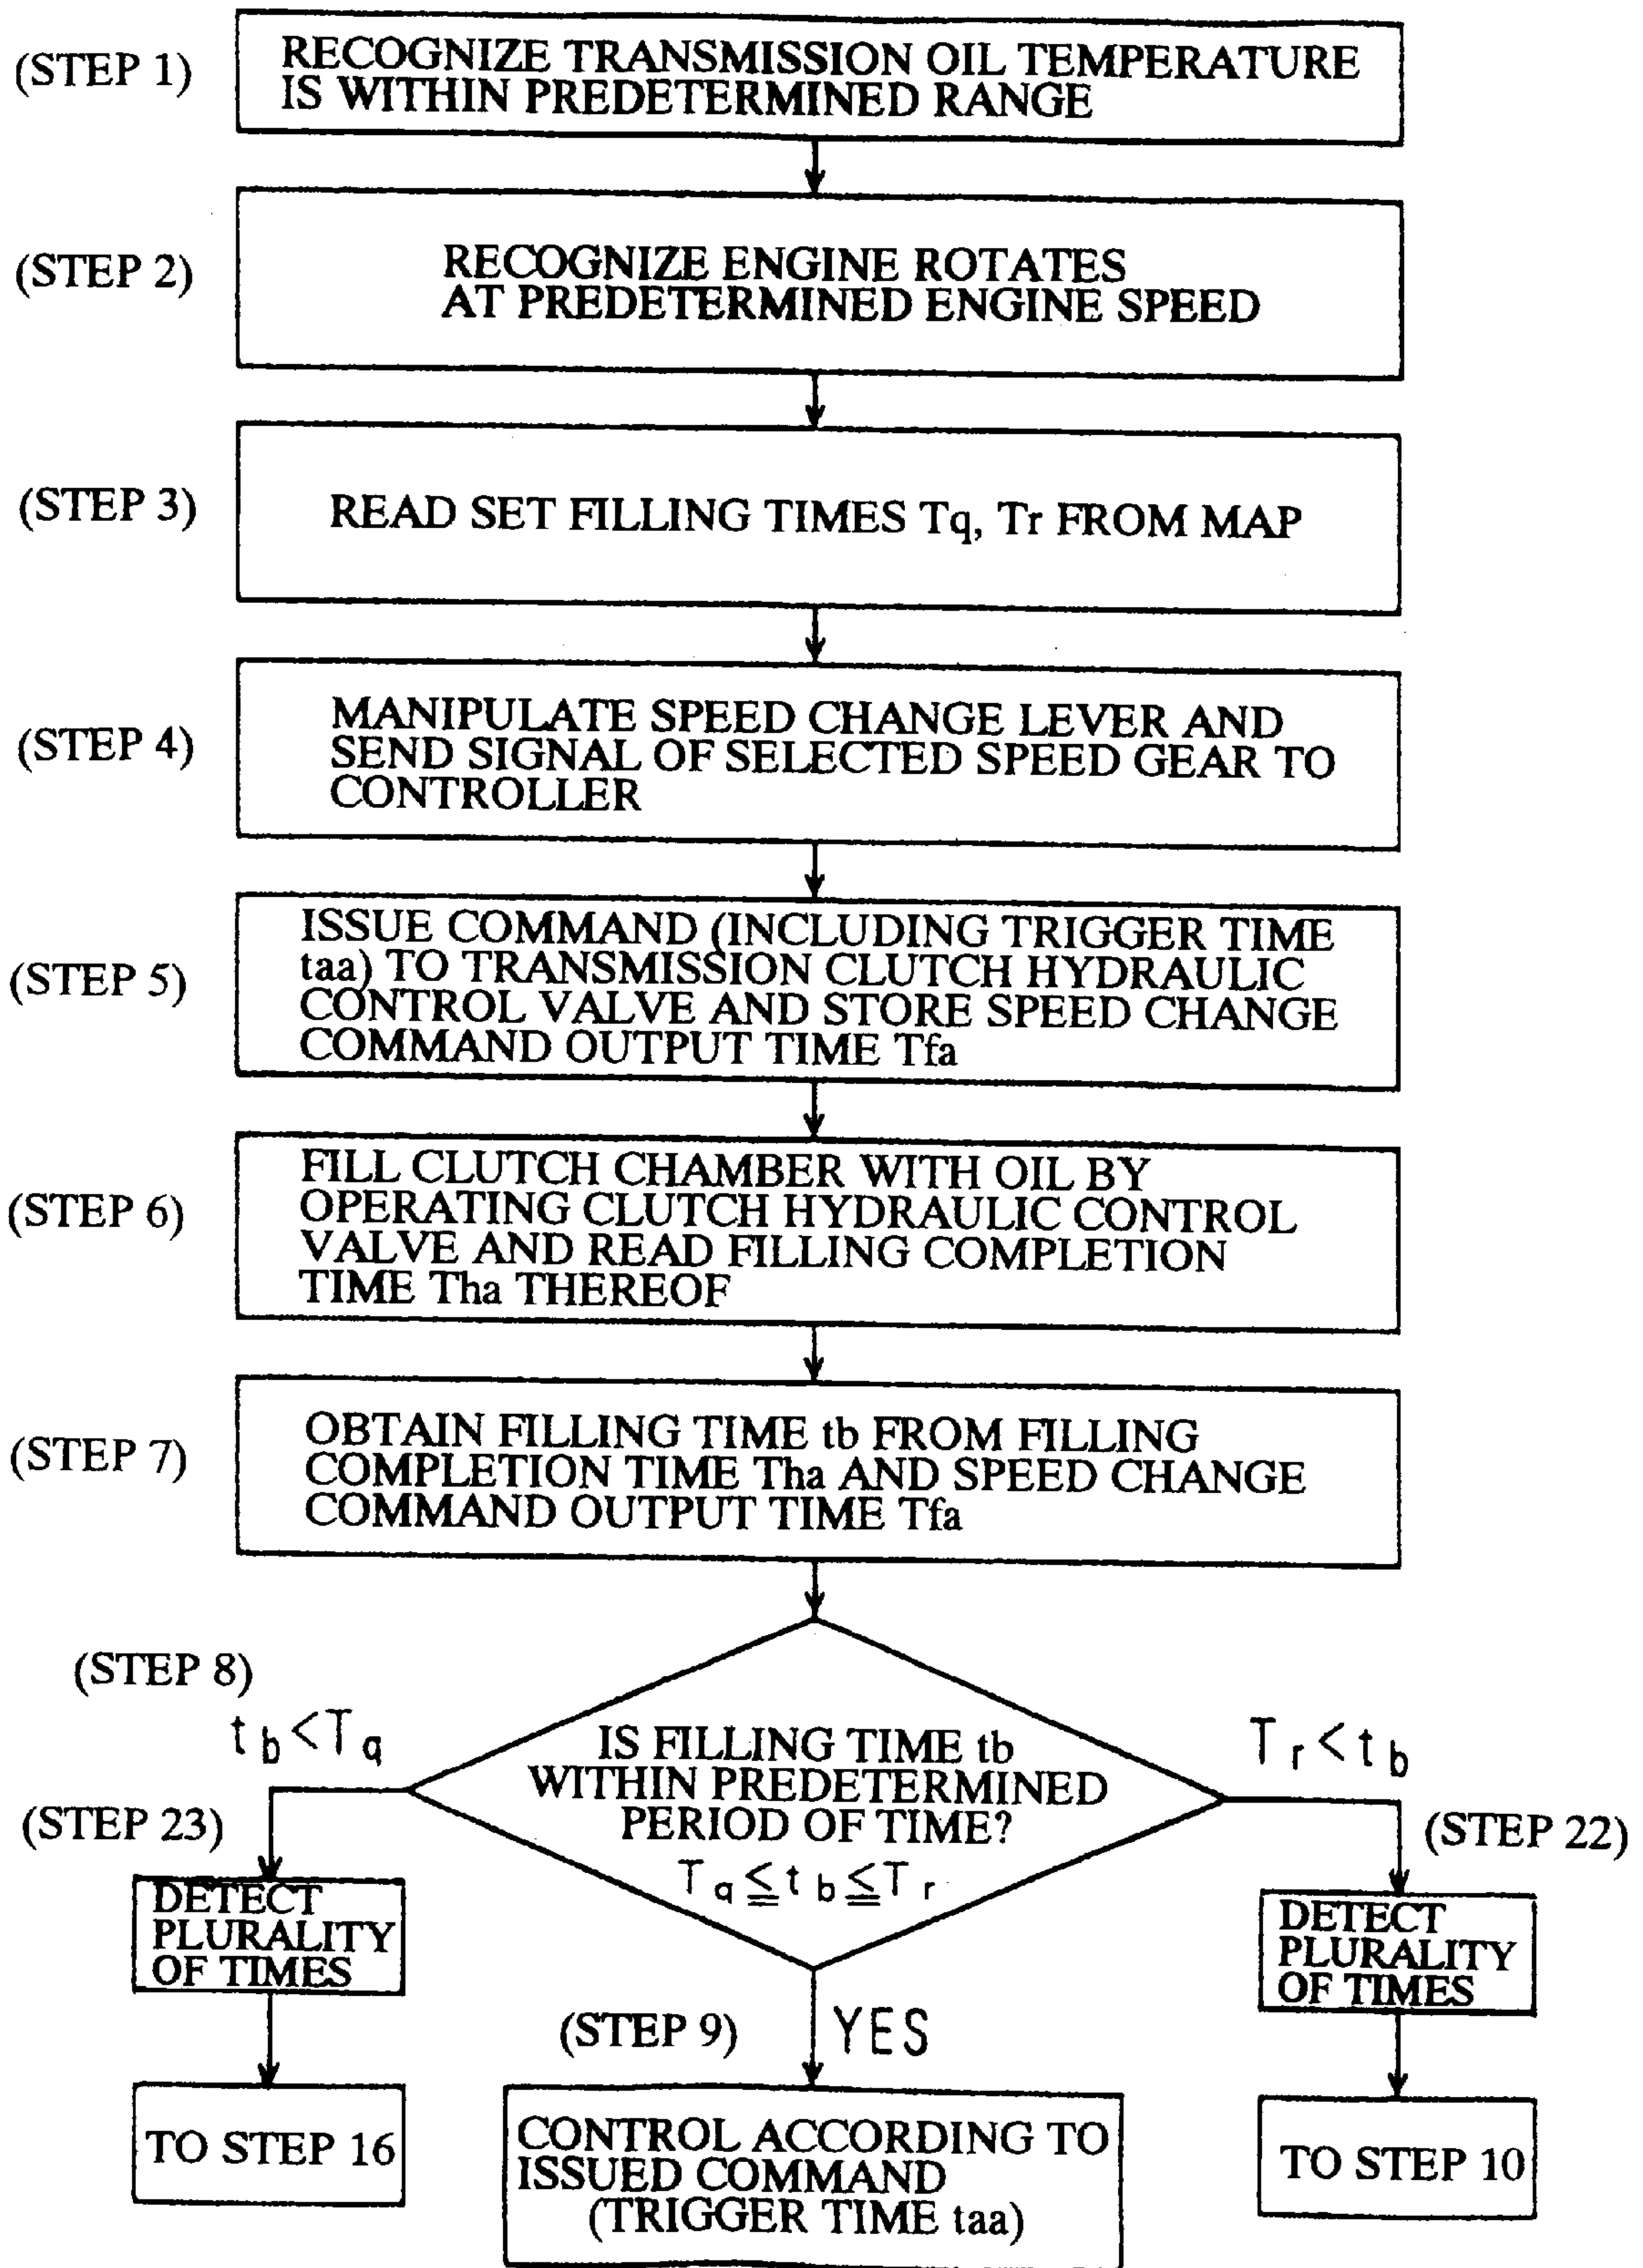 (STEP 1)
RECOGNIZE TRANSMISSION OIL TEMPERATURE
IS WITHIN PREDETERMINED RANGE
(STEP 2)
RECOGNIZE ENGINE ROTATES
AT PREDETERMINED ENGINE SPEED
(STEP 3)
READ SET FILLING TIMES Tq, Tr FROM MAP
(STEP 4)
MANIPULATE SPEED CHANGE LEVER AND
SEND SIGNAL OF SELECTED SPEED GEAR TO
CONTROLLER
(STEP 5)
ISSUE COMMAND (INCLUDING TRIGGER TIME
taa) TO TRANSMISSION CLUTCH HYDRAULIC
CONTROL VALVE AND STORE SPEED CHANGE
COMMAND OUTPUT TIME Tfa
(STEP 6)
FILL CLUTCH CHAMBER WITH OIL BY
OPERATING CLUTCH HYDRAULIC CONTROL
VALVE AND READ FILLING COMPLETION
TIME Tha THEREOF
(STEP 7)
OBTAIN FILLING TIME tb FROM FILLING
COMPLETION TIME Tha AND SPEED CHANGE
COMMAND OUTPUT TIME Tfa
(STEP 8)
IS FILLING TIME tb
WITHIN PREDETERMINED
PERIOD OF TIME?
Tq≦tb≦Tr
tb<Tq
(STEP 23)
DETECT
PLURALITY
OF TIMES
TO STEP 16
(STEP 9)
YES
CONTROL ACCORDING TO
ISSUED COMMAND
(TRIGGER TIME taa)
Tr<tb
(STEP 22)
DETECT
PLURALITY
OF TIMES
TO STEP 10